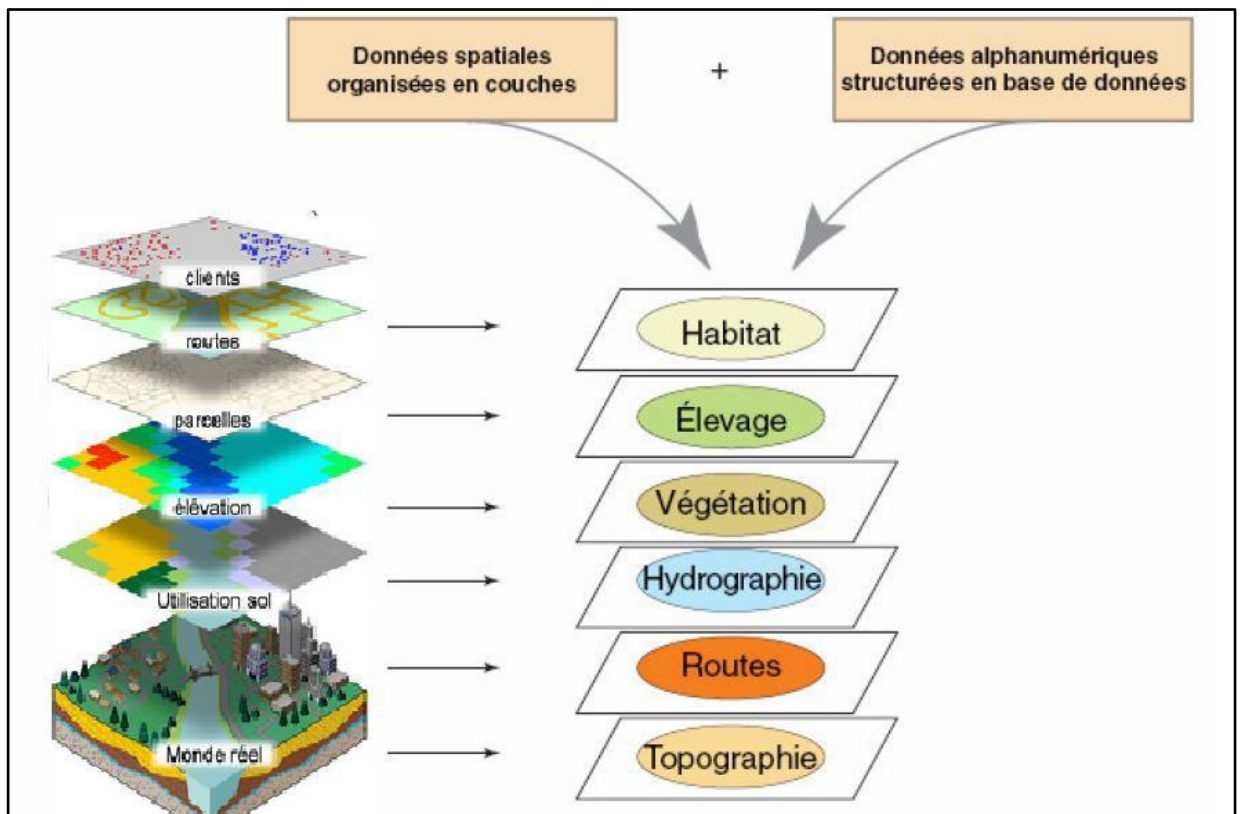 Données spatiales
organisées en couches
+
Données alphanumériques
structurées en base de données
clients
routes
parcelles
élévation
Utilisation sol
Monde réel
Habitat
Élevage
Végétation
Hydrographie
Routes
Topographie